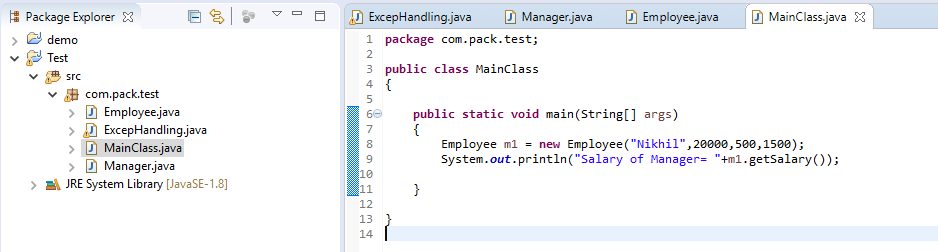 Package Explorer
demo
Test
src
com.pack.test
Employee.java
ExcepHandling.java
MainClass.java
Manager.java
JRE System Library [JavaSE-1.8]
ExcepHandling.java Manager.java Employee.java MainClass.java
1 package com.pack.test;
2
3 public class MainClass
4 {
5
6 public static void main(String[] args)
7 {
8 Employee m1 = new Employee("Nikhil",20000,500,1500);
9 System.out.println("Salary of Manager= "+m1.getSalary());
10
11 }
12
13 }
14